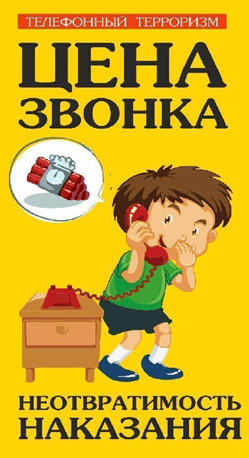 ТЕЛЕФОННЫЙ ТЕРРОРИЗМ
ЦЕНА
ЗВОНКА
НЕОТВРАТИМОСТЬ
НАКАЗАНИЯ